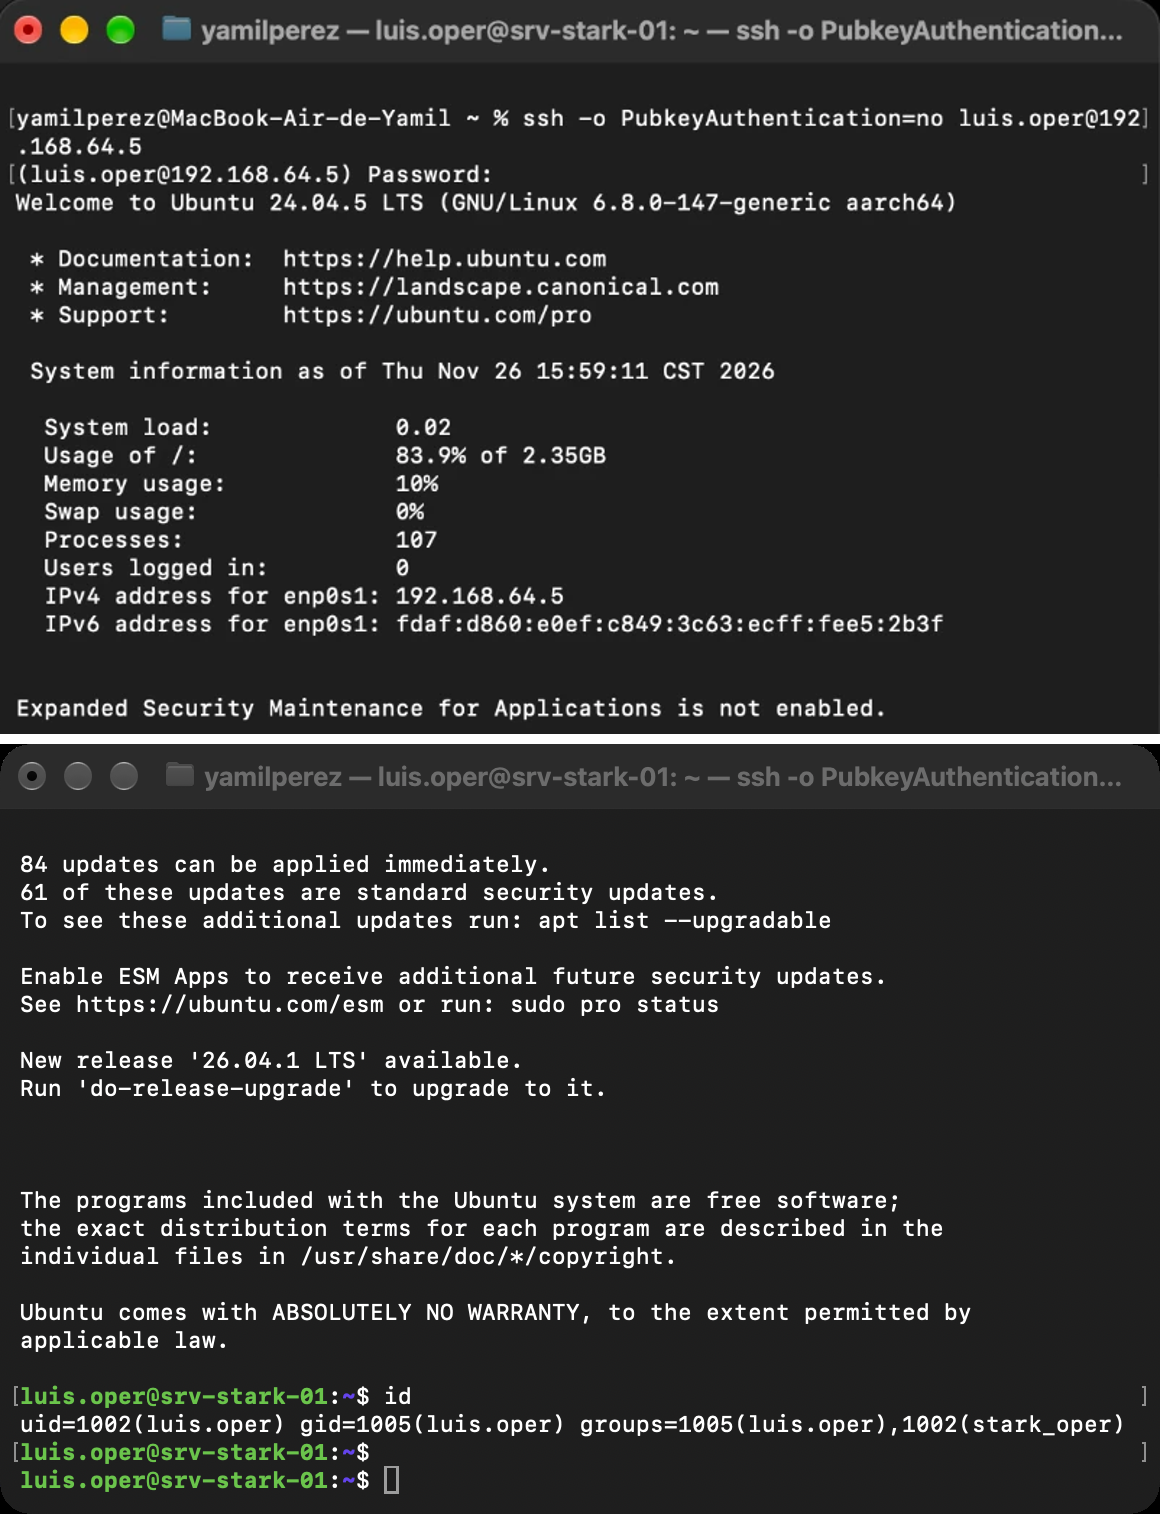 yamilperez — luis.oper@srv-stark-01: ~ — ssh -o PubkeyAuthentication...
[yamilperez@MacBook-Air-de-Yamil ~ % ssh -o PubkeyAuthentication=no luis.oper@192]
.168.64.5
[(luis.oper@192.168.64.5) Password: ]
Welcome to Ubuntu 24.04.5 LTS (GNU/Linux 6.8.0-147-generic aarch64)
* Documentation: https://help.ubuntu.com
* Management: https://landscape.canonical.com
* Support: https://ubuntu.com/pro
System information as of Thu Nov 26 15:59:11 CST 2026
System load: 0.02
Usage of /: 83.9% of 2.35GB
Memory usage: 10%
Swap usage: 0%
Processes: 107
Users logged in: 0
IPv4 address for enp0s1: 192.168.64.5
IPv6 address for enp0s1: fdaf:d860:e0ef:c849:3c63:ecff:fee5:2b3f
Expanded Security Maintenance for Applications is not enabled.
yamilperez — luis.oper@srv-stark-01: ~ — ssh -o PubkeyAuthentication...
84 updates can be applied immediately.
61 of these updates are standard security updates.
To see these additional updates run: apt list --upgradable
Enable ESM Apps to receive additional future security updates.
See https://ubuntu.com/esm or run: sudo pro status
New release '26.04.1 LTS' available.
Run 'do-release-upgrade' to upgrade to it.
The programs included with the Ubuntu system are free software;
the exact distribution terms for each program are described in the
individual files in /usr/share/doc/*/copyright.
Ubuntu comes with ABSOLUTELY NO WARRANTY, to the extent permitted by
applicable law.
[luis.oper@srv-stark-01:~$ id ]
uid=1002(luis.oper) gid=1005(luis.oper) groups=1005(luis.oper),1002(stark_oper)
[luis.oper@srv-stark-01:~$ ]
luis.oper@srv-stark-01:~$